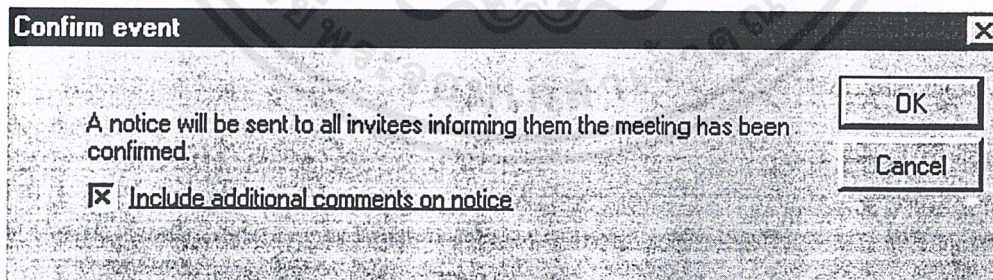 Confirm event
A notice will be sent to all invitees informing them the meeting has been
confirmed.
Include additional comments on notice
OK
Cancel